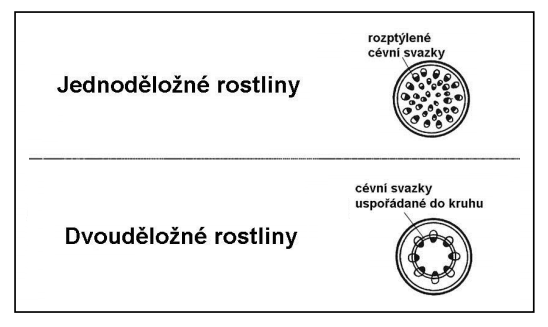 rozptýlené
cévní svazky
Jednoděložné rostliny
cévní svazky
uspořádané do kruhu
Dvouděložné rostliny